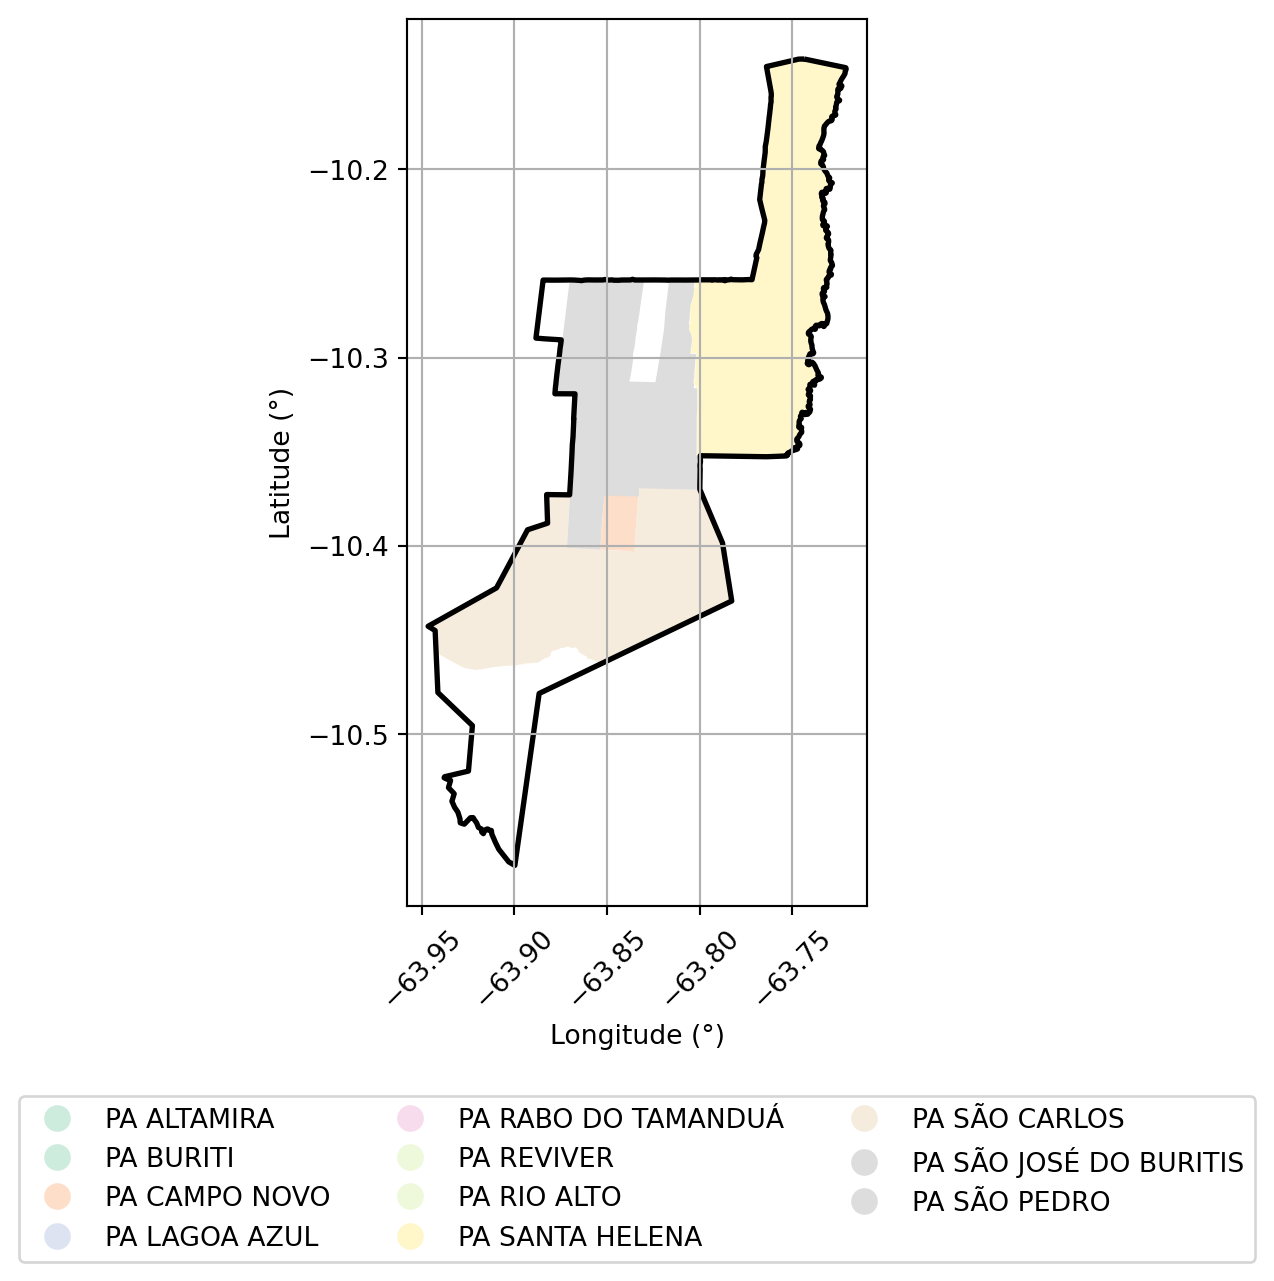 −10.2
−10.3
−10.4
−10.5
Latitude (°)
−63.95
−63.90
−63.85
−63.80
−63.75
Longitude (°)
PA ALTAMIRA
PA BURITI
PA CAMPO NOVO
PA LAGOA AZUL
PA RABO DO TAMANDUÁ
PA REVIVER
PA RIO ALTO
PA SANTA HELENA
PA SÃO CARLOS
PA SÃO JOSÉ DO BURITIS
PA SÃO PEDRO